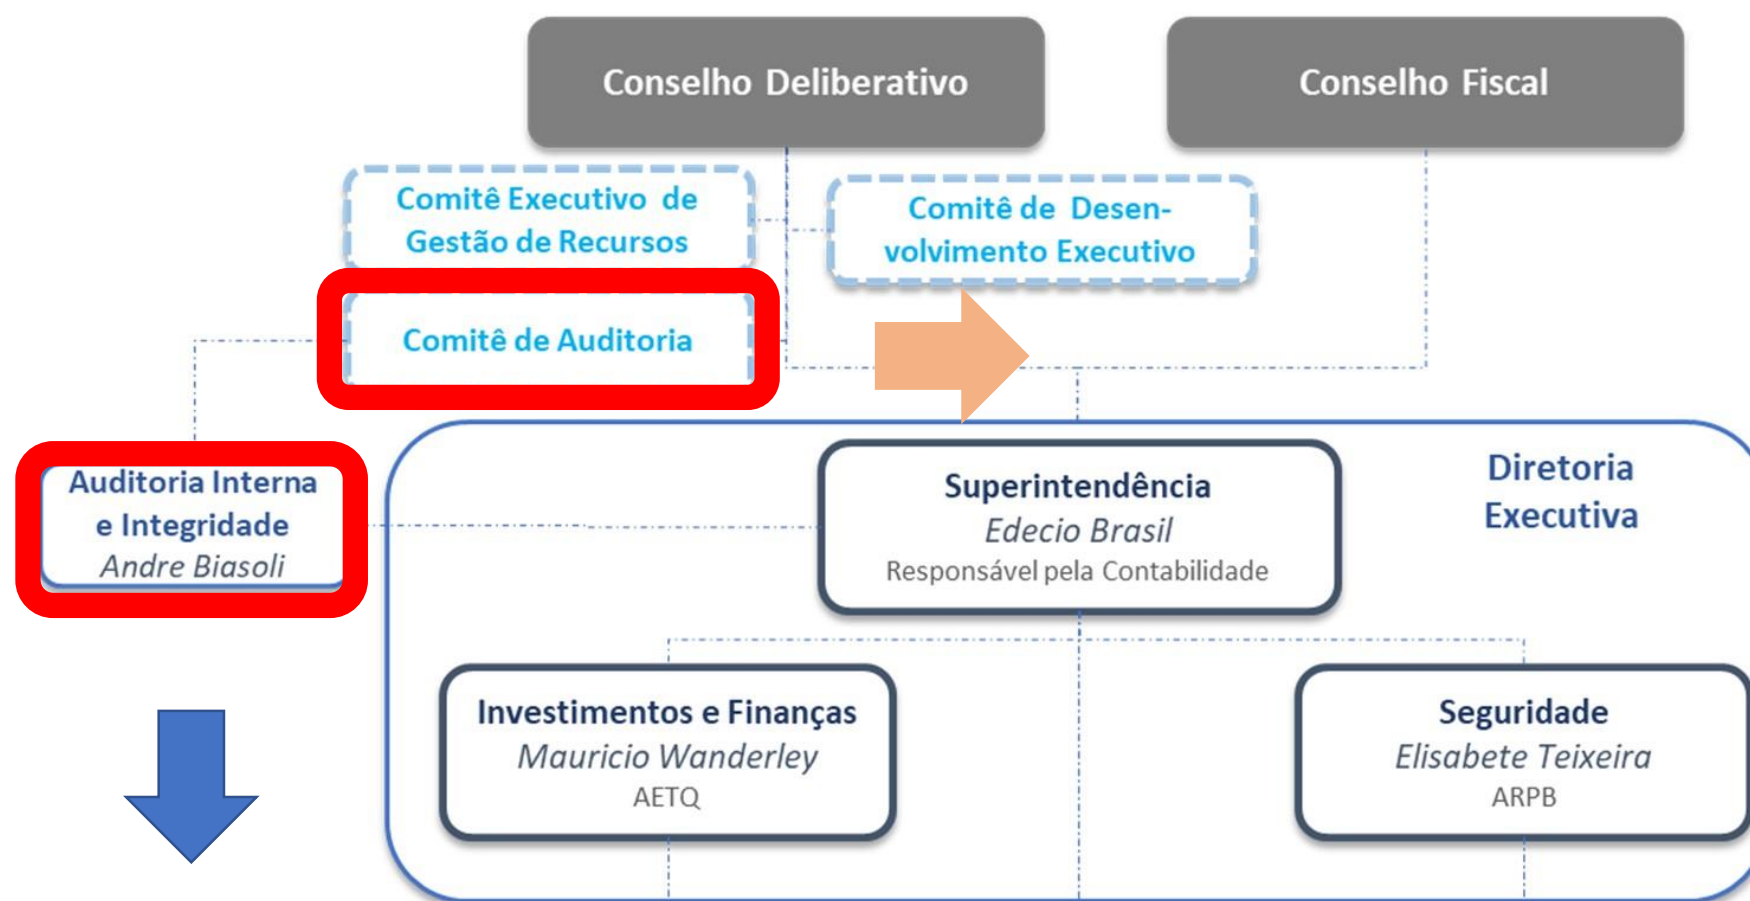 Conselho Deliberativo
Conselho Fiscal
Comitê Executivo de
Gestão de Recursos
Comitê de Desen-
volvimento Executivo
Comitê de Auditoria
Auditoria Interna
e Integridade
Andre Biasoli
Superintendência
Edecio Brasil
Responsável pela Contabilidade
Diretoria
Executiva
Investimentos e Finanças
Mauricio Wanderley
AETQ
Seguridade
Elisabete Teixeira
ARPB